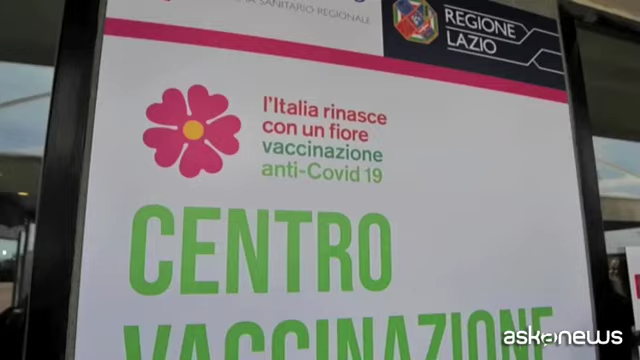 SANITARIO REGIONALE
REGIONE
LAZIO
l'Italia rinasce
con un fiore
vaccinazione
anti-Covid 19
CENTRO
VACCINAZIONE
askanews